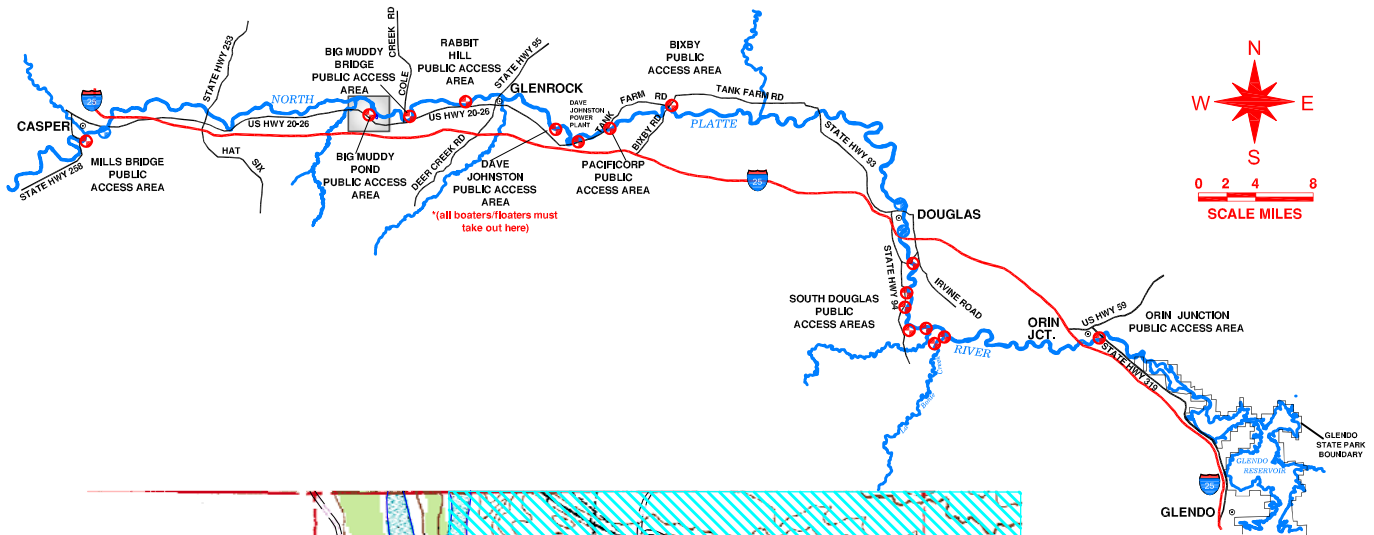 STATE HWY 253
BIG MUDDY
BRIDGE
PUBLIC ACCESS
AREA
CREEK RD
COLE
RABBIT
HILL
PUBLIC ACCESS
AREA
STATE HWY 95
BIXBY
PUBLIC
ACCESS AREA
N
W
E
S
0 2 4 8
SCALE MILES
25
NORTH
GLENROCK
DAVE
JOHNSTON
POWER
PLANT
TANK
FARM
RD
TANK FARM RD
PLATTE
CASPER
US HWY 20-26
US HWY 20-26
BIXBY RD
STATE HWY 93
MILLS BRIDGE
PUBLIC
ACCESS AREA
STATE HWY 258
HAT
SIX
BIG MUDDY
POND
PUBLIC ACCESS
AREA
DEER CREEK RD
DAVE
JOHNSTON
PUBLIC ACCESS
AREA
*(all boaters/floaters must
take out here)
PACIFICORP
PUBLIC
ACCESS AREA
25
DOUGLAS
STATE HWY 94
IRVINE ROAD
SOUTH DOUGLAS
PUBLIC
ACCESS AREAS
RIVER
ORIN
JCT.
US HWY 59
ORIN JUNCTION
PUBLIC ACCESS AREA
STATE HWY 319
GLENDO
STATE PARK
BOUNDARY
GLENDO
RESERVOIR
25
GLENDO